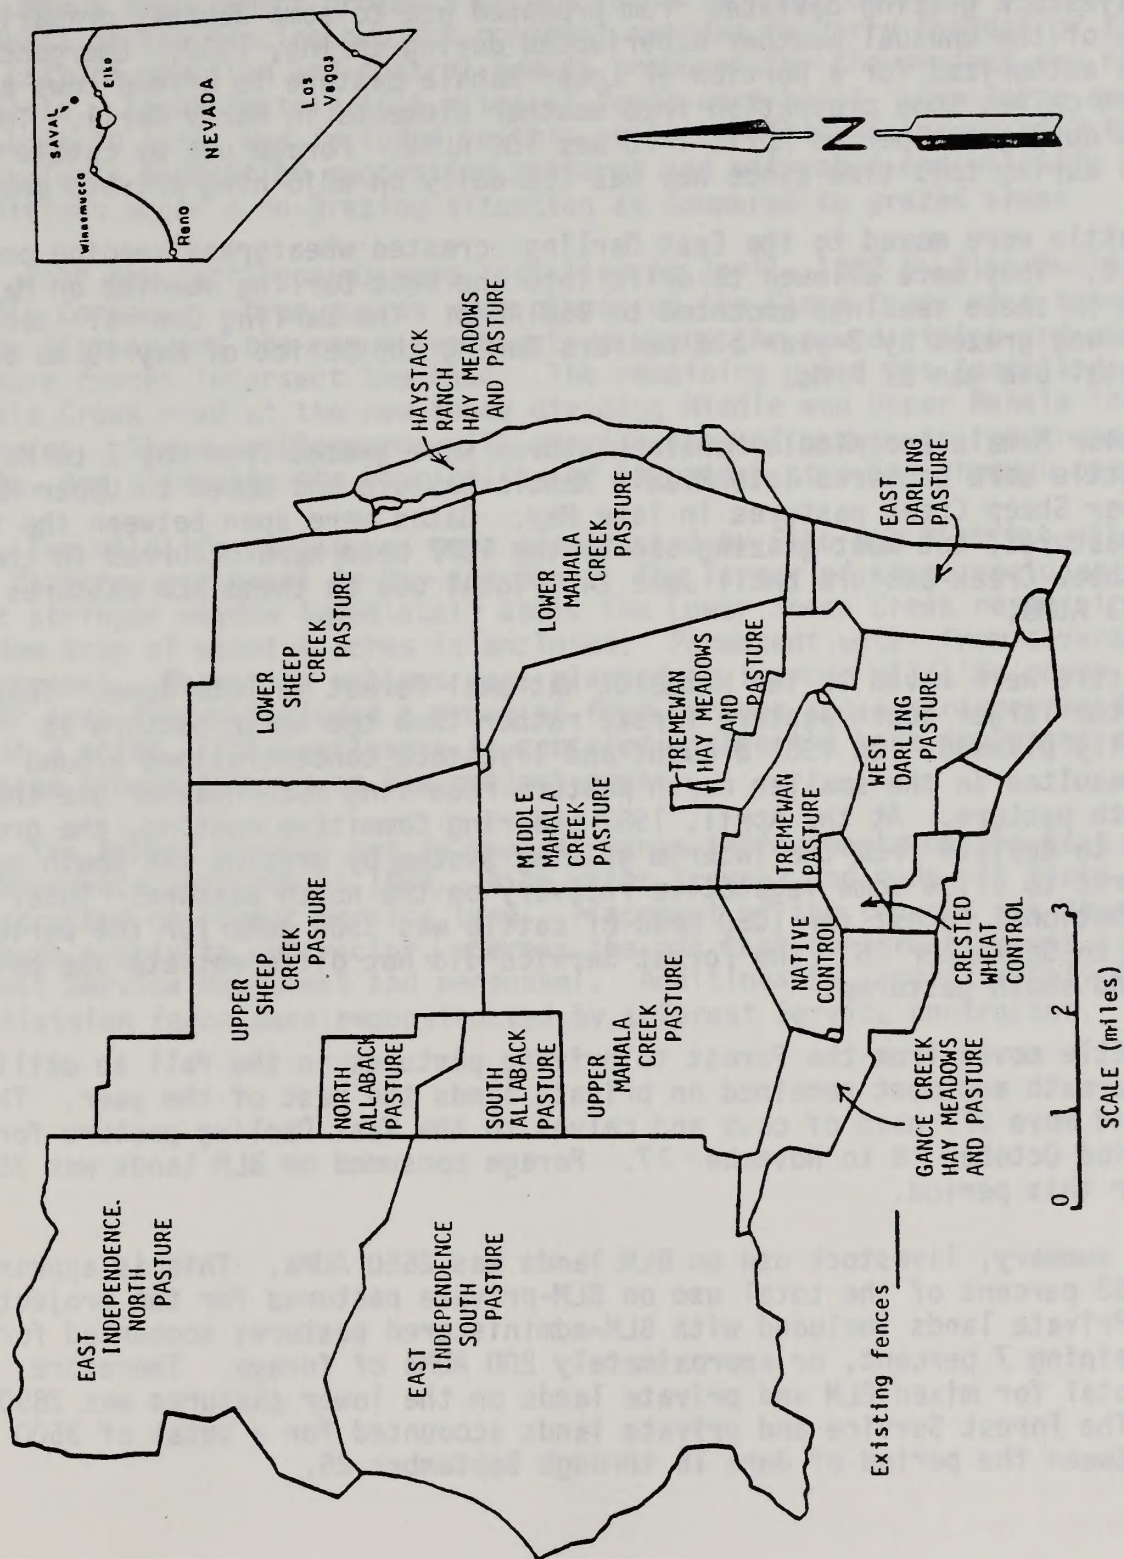 EAST
INDEPENDENCE.
NORTH
PASTURE
EAST INDEPENDENCE
SOUTH
PASTURE
UPPER
SHEEP
CREEK
PASTURE
LOWER
SHEEP
CREEK
PASTURE
HAYSTACK
RANCH
HAY MEADOWS
AND PASTURE
NORTH
ALLABACK
PASTURE
SOUTH
ALLABACK
PASTURE
UPPER
MAHALA
CREEK
PASTURE
MIDDLE
MAHALA
CREEK
PASTURE
LOWER
MAHALA
CREEK
PASTURE
TREMEWAN
HAY MEADOWS
AND
PASTURE
TREMEWAN
PASTURE
NATIVE
CONTROL
WEST
DARLING
PASTURE
EAST
DARLING
PASTURE
CRESTED
WHEAT
CONTROL
GANCE CREEK
HAY MEADOWS
AND PASTURE
Existing fences
0 1 2 3
SCALE (miles)
N
SAVAL
Winnemucca
Elko
Reno
NEVADA
Las
Vegas